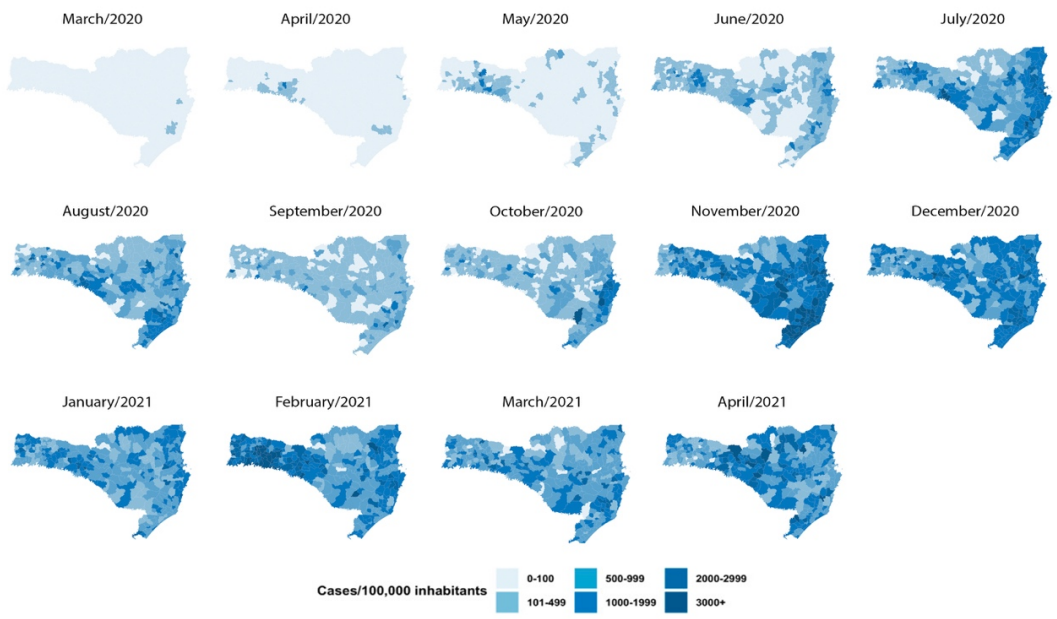 March/2020 April/2020 May/2020 June/2020 July/2020
August/2020 September/2020 October/2020 November/2020 December/2020
January/2021 February/2021 March/2021 April/2021
Cases/100,000 inhabitants
0-100 500-999 2000-2999
101-499 1000-1999 3000+